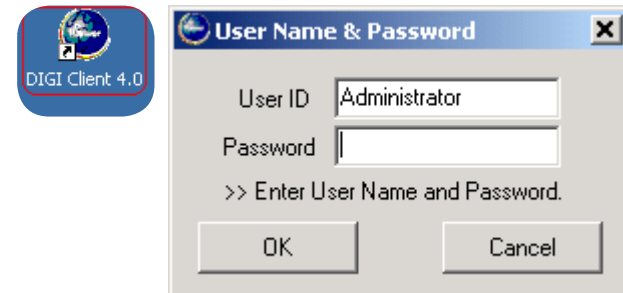 DIGI Client 4.0
User Name & Password
User ID
Administrator
Password
>> Enter User Name and Password.
OK
Cancel